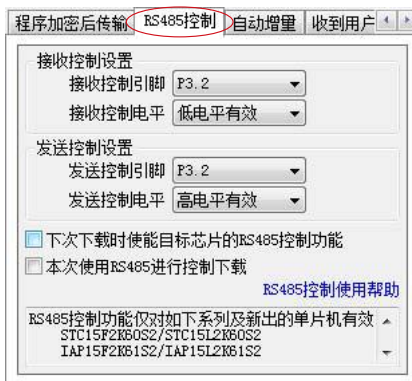 程序加密后传输 RS485控制 自动增量 收到用户
接收控制设置
接收控制引脚 P3.2
接收控制电平 低电平有效
发送控制设置
发送控制引脚 P3.2
发送控制电平 高电平有效
下次下载时使能目标芯片的RS485控制功能
本次使用RS485进行控制下载
RS485控制使用帮助
RS485控制功能仅对如下系列及新出的单片机有效
STC15F2K60S2/STC15L2K60S2
IAP15F2K61S2/IAP15L2K61S2